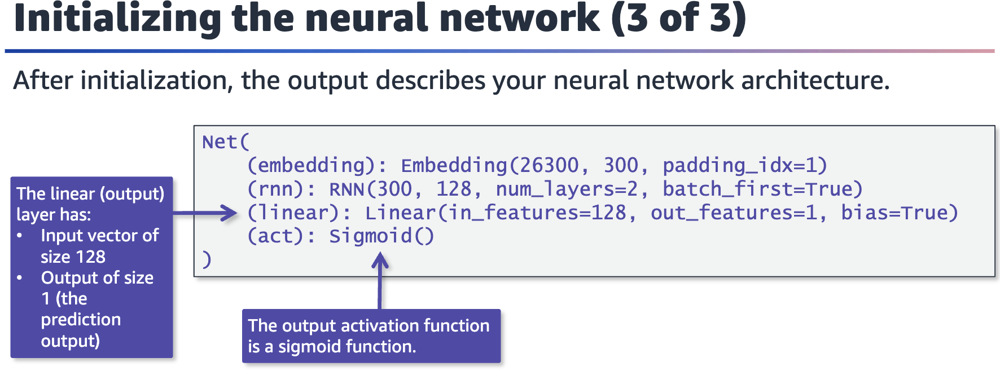 Initializing the neural network (3 of 3)
After initialization, the output describes your neural network architecture.
Net(
(embedding): Embedding(26300, 300, padding_idx=1)
(rnn): RNN(300, 128, num_layers=2, batch_first=True)
(linear): Linear(in_features=128, out_features=1, bias=True)
(act): Sigmoid()
)
The linear (output)
layer has:
• Input vector of
size 128
• Output of size
1 (the
prediction
output)
The output activation function
is a sigmoid function.